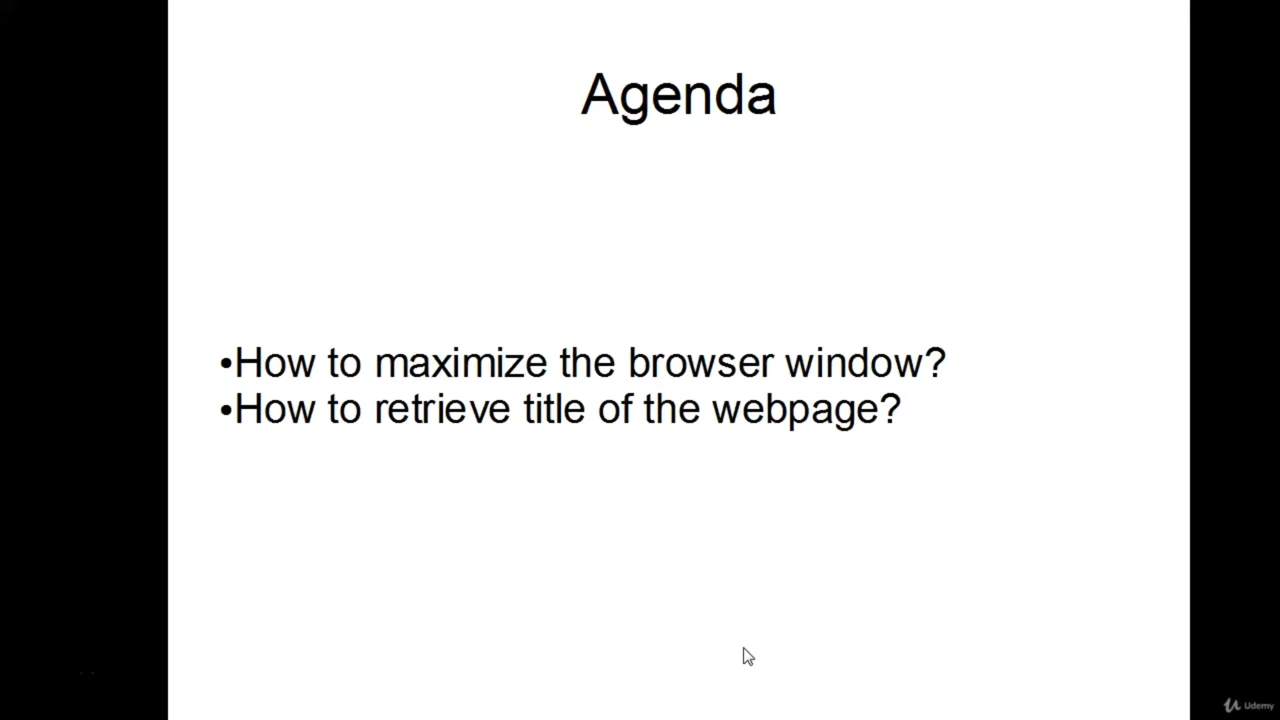 Agenda
•How to maximize the browser window?
•How to retrieve title of the webpage?
Udemy